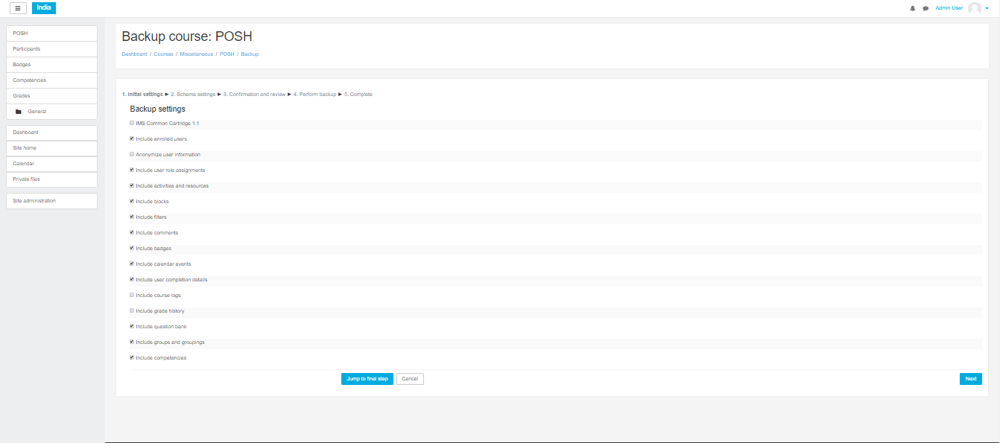 India
Admin User
POSH
Participants
Badges
Competencies
Grades
General
Dashboard
Site home
Calendar
Private files
Site administration
Backup course: POSH
Dashboard / Courses / Miscellaneous / POSH / Backup
1. Initial settings ► 2. Schema settings ► 3. Confirmation and review ► 4. Perform backup ► 5. Complete
Backup settings
IMS Common Cartridge 1.1
Include enrolled users
Anonymize user information
Include user role assignments
Include activities and resources
Include blocks
Include filters
Include comments
Include badges
Include calendar events
Include user completion details
Include course logs
Include grade history
Include question bank
Include groups and groupings
Include competencies
Jump to final step Cancel Next